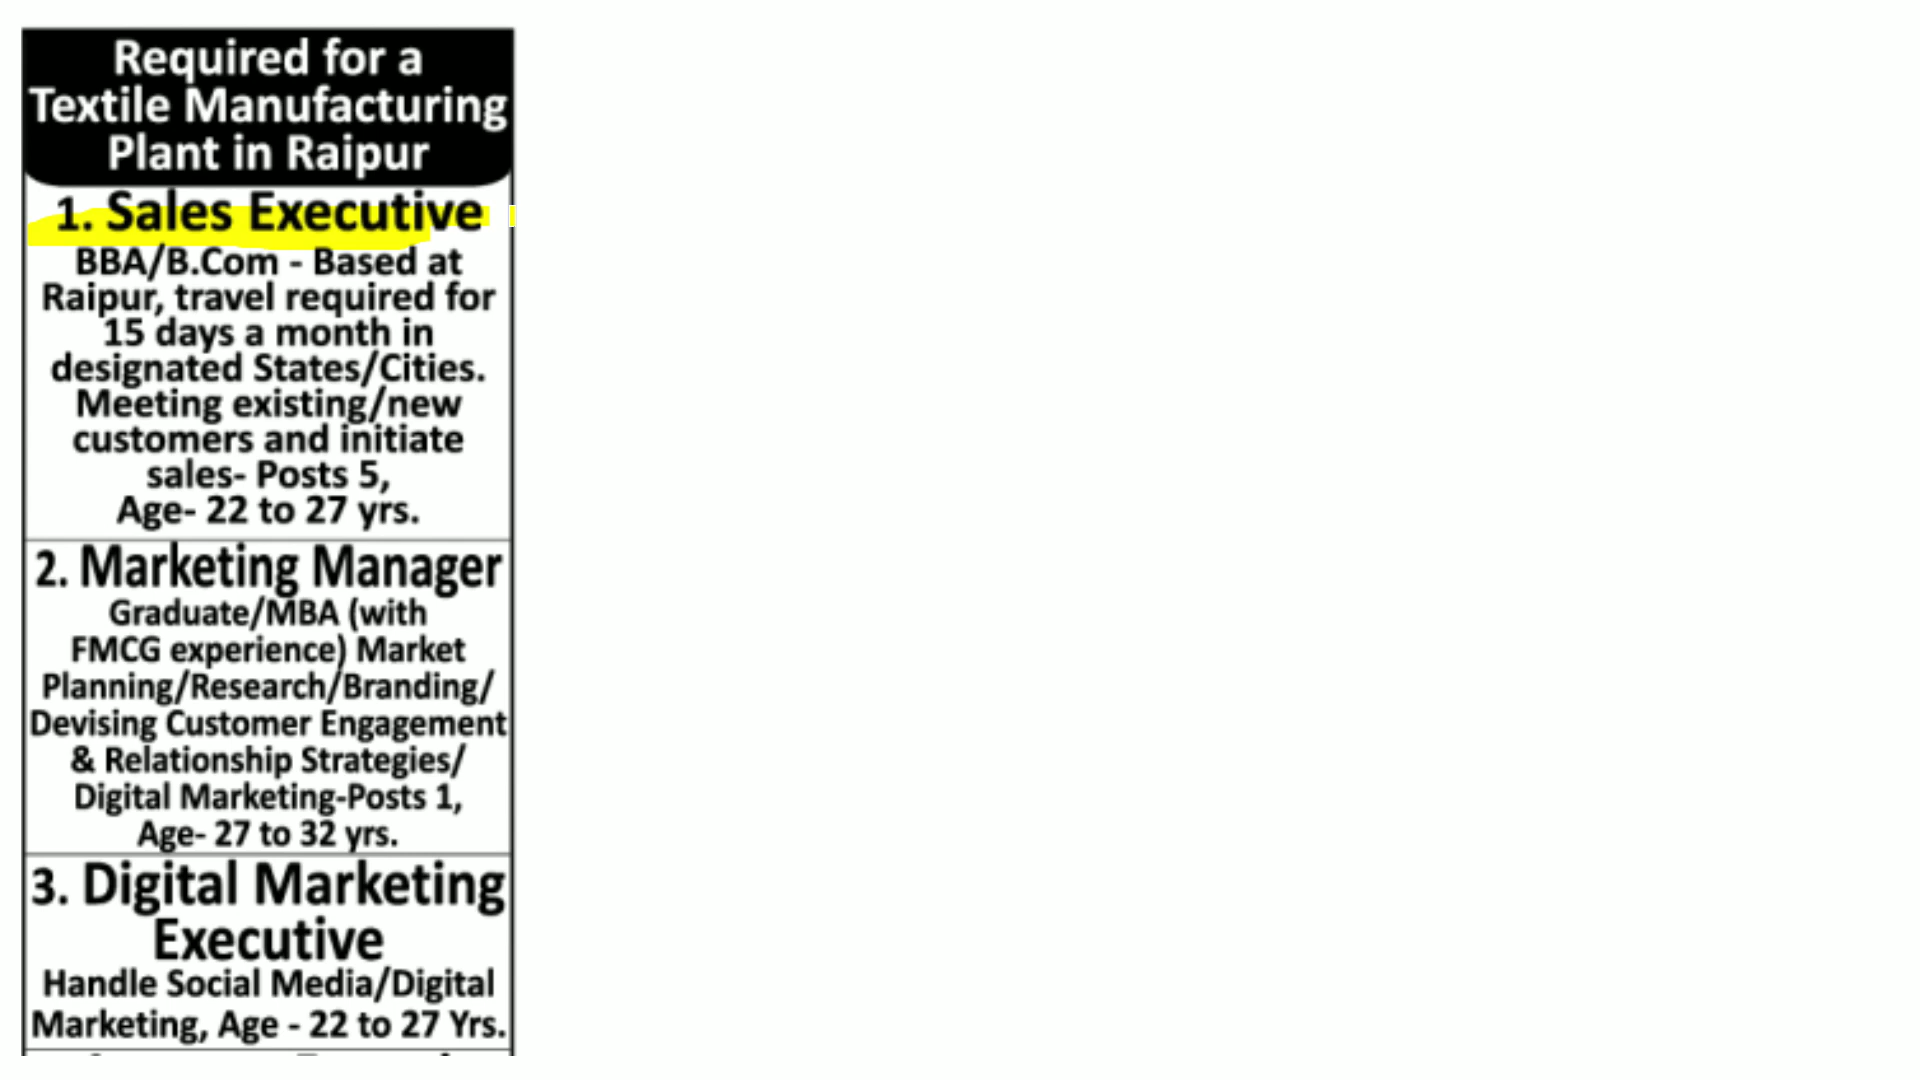 Required for a
Textile Manufacturing
Plant in Raipur
1. Sales Executive
BBA/B.Com - Based at
Raipur, travel required for
15 days a month in
designated States/Cities.
Meeting existing/new
customers and initiate
sales- Posts 5,
Age- 22 to 27 yrs.
2. Marketing Manager
Graduate/MBA (with
FMCG experience) Market
Planning/Research/Branding/
Devising Customer Engagement
& Relationship Strategies/
Digital Marketing-Posts 1,
Age- 27 to 32 yrs.
3. Digital Marketing
Executive
Handle Social Media/Digital
Marketing, Age - 22 to 27 Yrs.